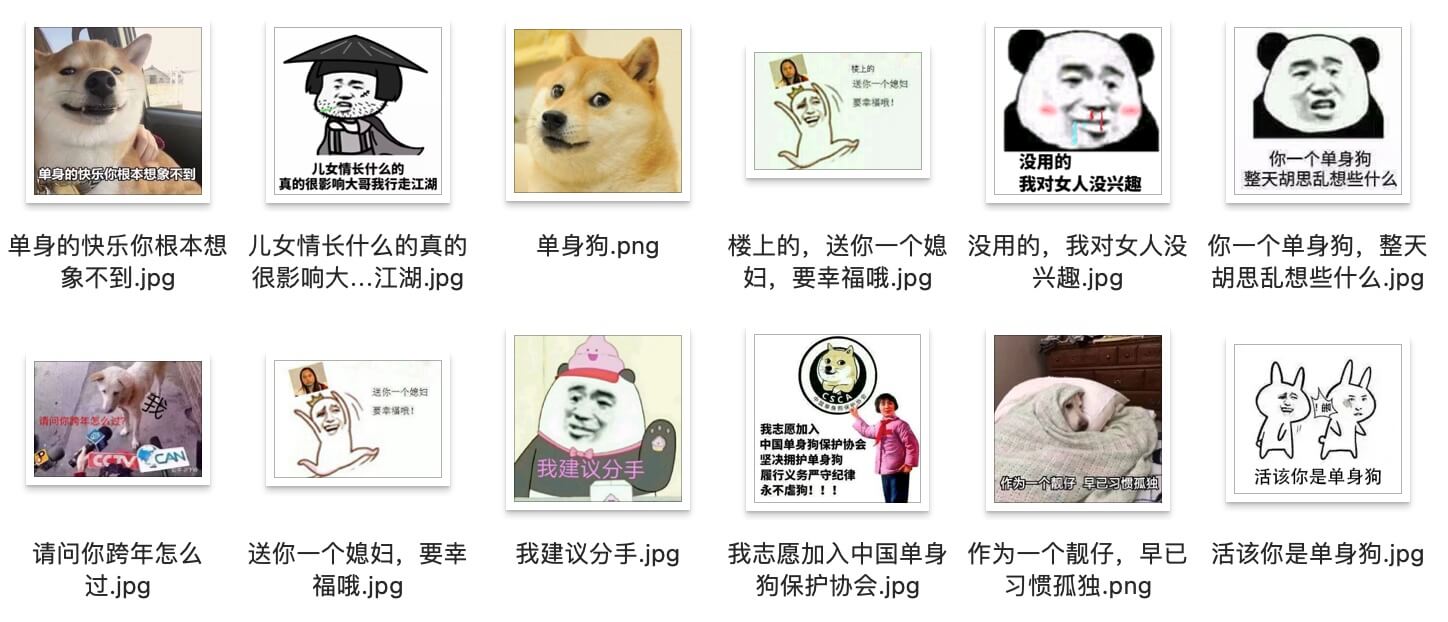 单身的快乐你根本想象不到
儿女情长什么的
真的很影响大哥我行走江湖
楼上的
送你一个媳妇
要幸福哦！
没用的
我对女人没兴趣
你一个单身狗
整天胡思乱想些什么
单身的快乐你根本想
象不到.jpg
儿女情长什么的真的
很影响大...江湖.jpg
单身狗.png
楼上的，送你一个媳
妇，要幸福哦.jpg
没用的，我对女人没
兴趣.jpg
你一个单身狗，整天
胡思乱想些什么.jpg
请问你跨年怎么过?
我
CCTV
CAN
送你一个媳妇
要幸福哦！
我建议分手
CSCA
中国单身狗保护协会
我志愿加入
中国单身狗保护协会
坚决拥护单身狗
履行义务严守纪律
永不虐狗！！！
作为一个靓仔 早已习惯孤独
活该你是单身狗
请问你跨年怎么
过.jpg
送你一个媳妇，要幸
福哦.jpg
我建议分手.jpg
我志愿加入中国单身
狗保护协会.jpg
作为一个靓仔，早已
习惯孤独.png
活该你是单身狗.jpg